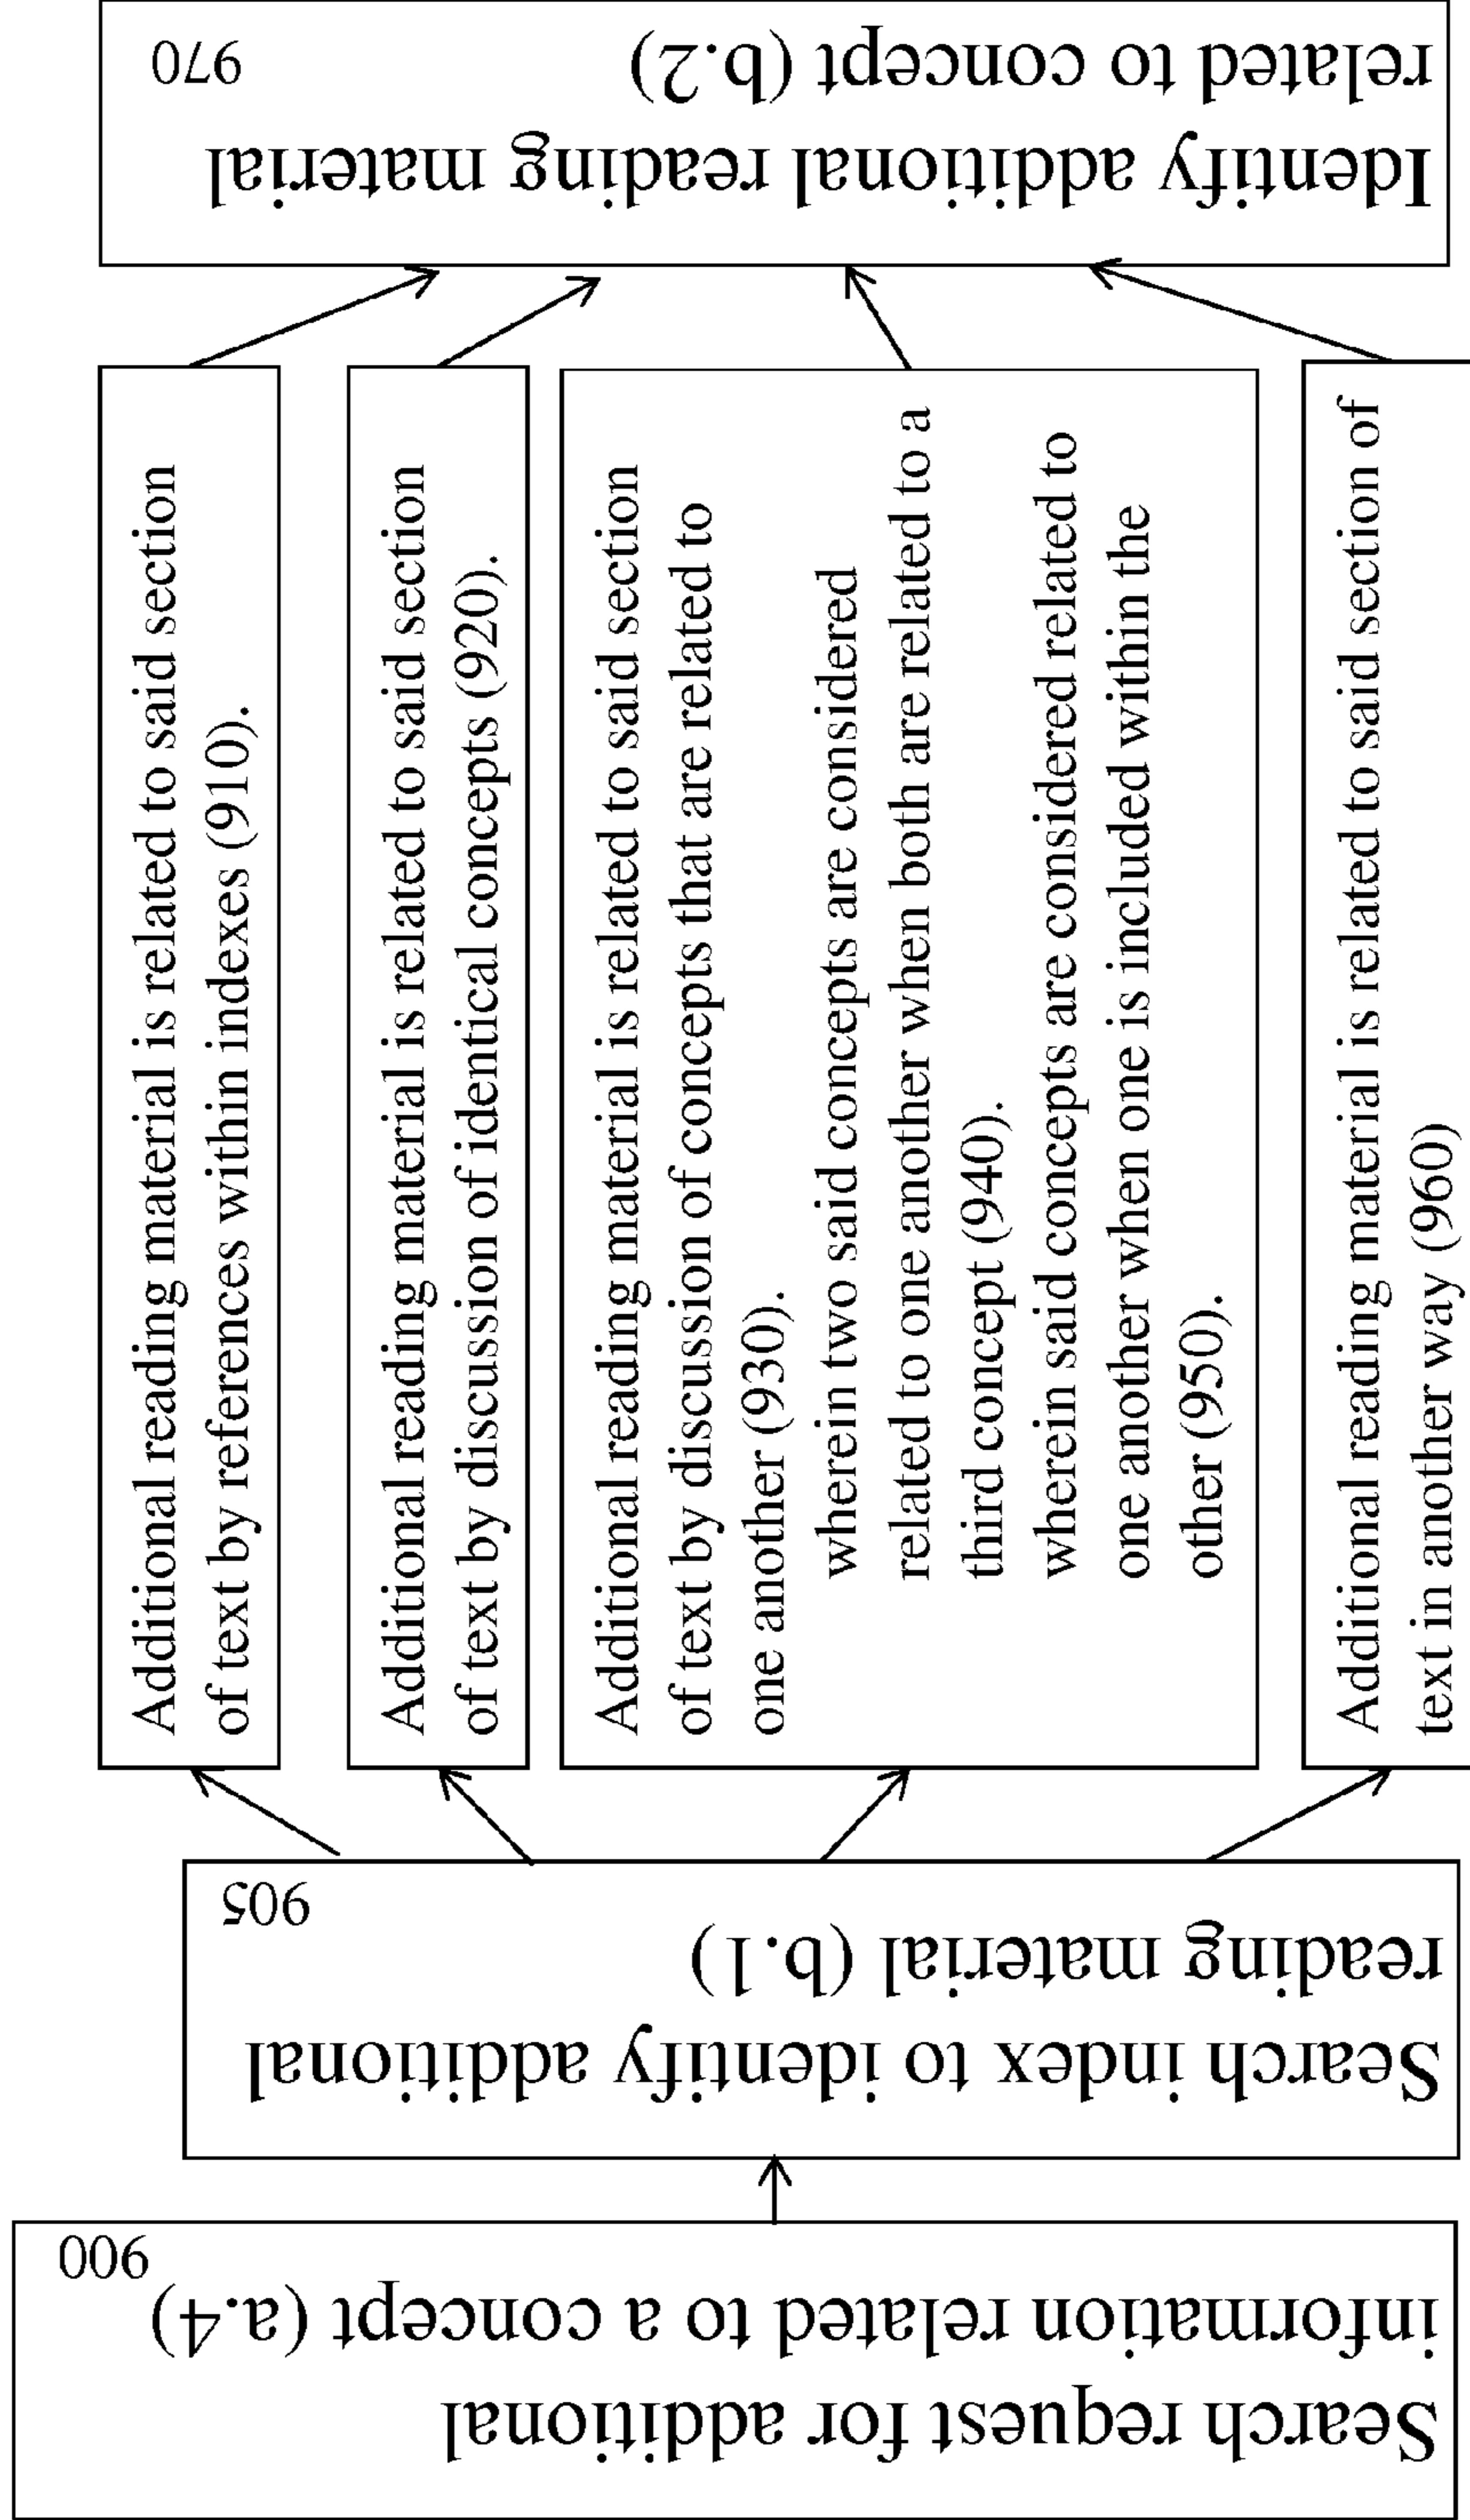 900
Search request for additional
information related to a concept (a.4)
905
Search index to identify additional
reading material (b.1)
Additional reading material is related to said section
of text by references within indexes (910).
Additional reading material is related to said section
of text by discussion of identical concepts (920).
Additional reading material is related to said section
of text by discussion of concepts that are related to
one another (930).
wherein two said concepts are considered
related to one another when both are related to a
third concept (940).
wherein said concepts are considered related to
one another when one is included within the
other (950).
Additional reading material is related to said section of
text in another way (960)
970
Identify additional reading material
related to concept (b.2)